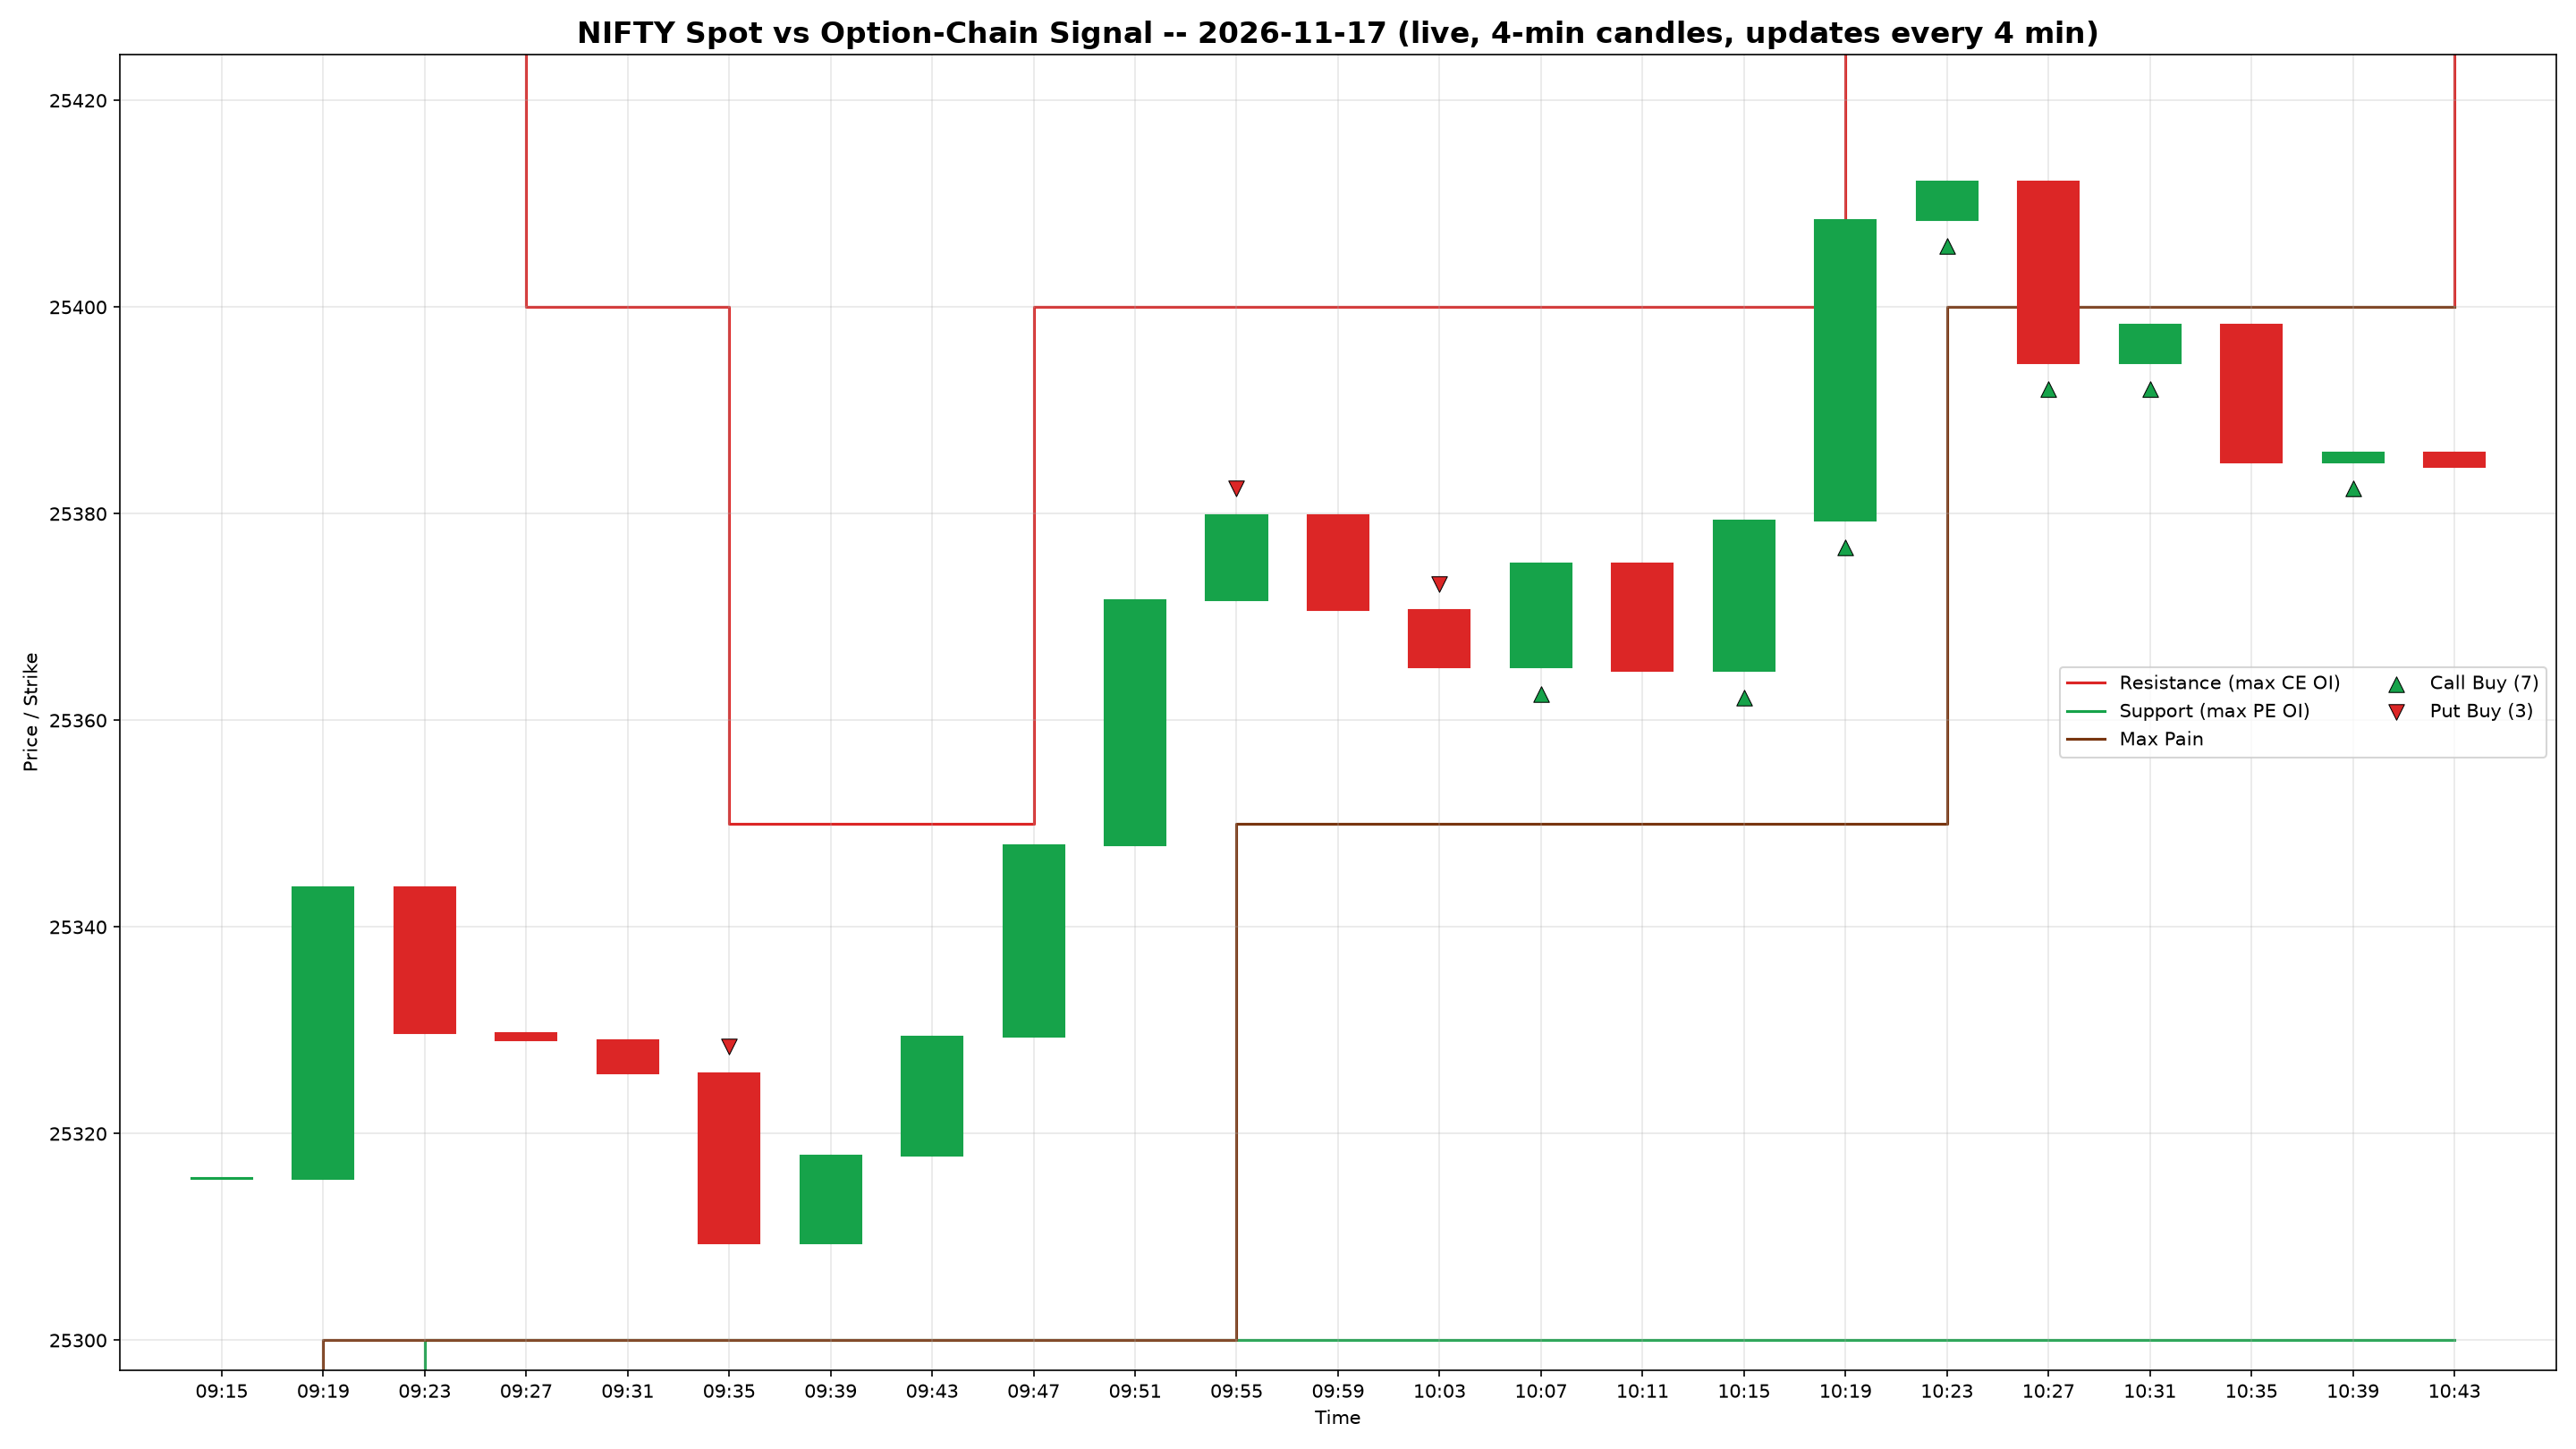 NIFTY Spot vs Option-Chain Signal -- 2026-11-17 (live, 4-min candles, updates every 4 min)
Price / Strike
25420
25400
25380
25360
25340
25320
25300
Resistance (max CE OI)
Support (max PE OI)
Max Pain
Call Buy (7)
Put Buy (3)
09:15 09:19 09:23 09:27 09:31 09:35 09:39 09:43 09:47 09:51 09:55 09:59 10:03 10:07 10:11 10:15 10:19 10:23 10:27 10:31 10:35 10:39 10:43
Time